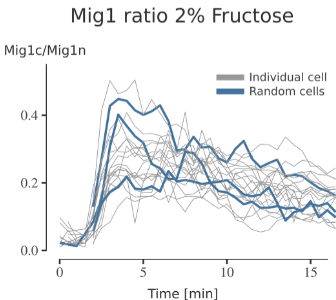 Mig1 ratio 2% Fructose
Mig1c/Mig1n
Individual cell
Random cells
0.4
0.2
0.0
0 5 10 15
Time [min]